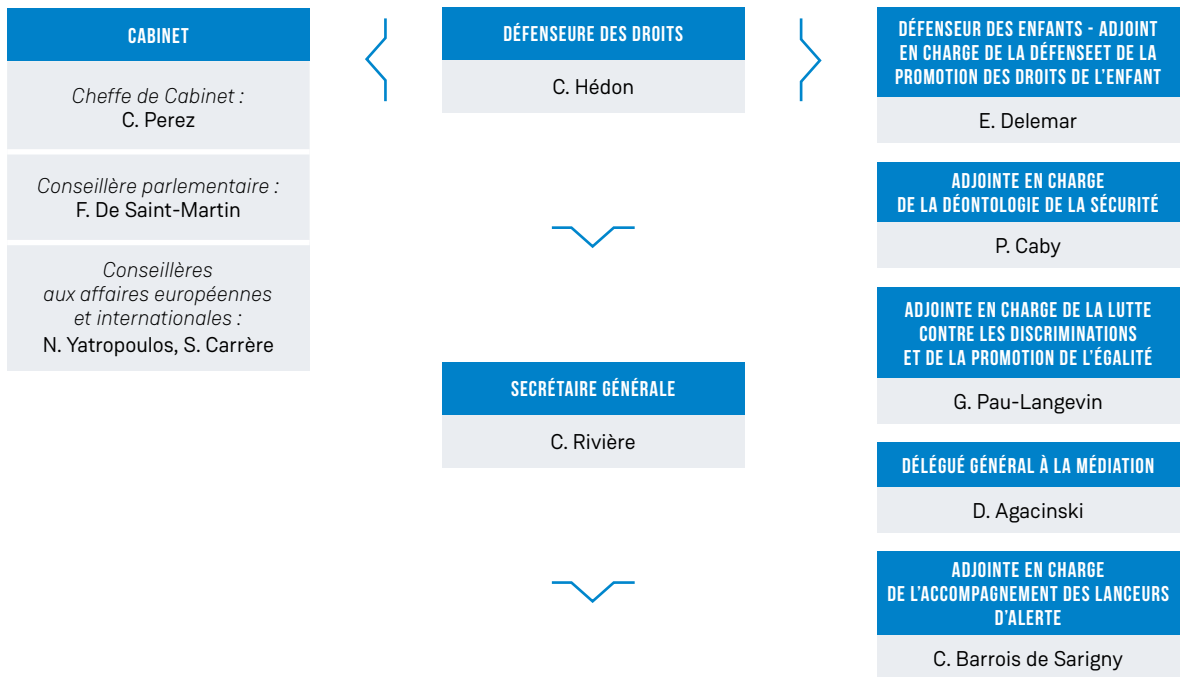 CABINET
Cheffe de Cabinet :
C. Perez
Conseillère parlementaire :
F. De Saint-Martin
Conseillères
aux affaires européennes
et internationales :
N. Yatropoulos, S. Carrère
DÉFENSEURE DES DROITS
C. Hédon
SECRÉTAIRE GÉNÉRALE
C. Rivière
DÉFENSEUR DES ENFANTS - ADJOINT
EN CHARGE DE LA DÉFENSEET DE LA
PROMOTION DES DROITS DE L'ENFANT
E. Delemar
ADJOINTE EN CHARGE
DE LA DÉONTOLOGIE DE LA SÉCURITÉ
P. Caby
ADJOINTE EN CHARGE DE LA LUTTE
CONTRE LES DISCRIMINATIONS
ET DE LA PROMOTION DE L'ÉGALITÉ
G. Pau-Langevin
DÉLÉGUÉ GÉNÉRAL À LA MÉDIATION
D. Agacinski
ADJOINTE EN CHARGE
DE L'ACCOMPAGNEMENT DES LANCEURS
D'ALERTE
C. Barrois de Sarigny